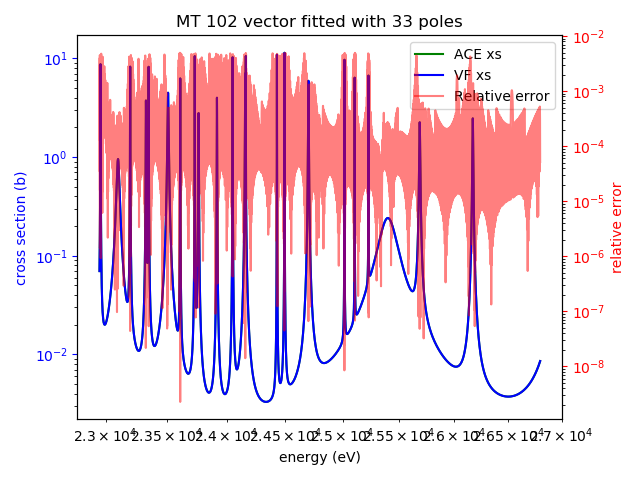 MT 102 vector fitted with 33 poles
ACE xs
VF xs
Relative error
cross section (b)
10¹
10⁰
10⁻¹
10⁻²
10⁻²
10⁻³
10⁻⁴
10⁻⁵
10⁻⁶
10⁻⁷
10⁻⁸
relative error
2.3 × 10⁴ 2.35 × 10⁴ 2.4 × 10⁴ 2.45 × 10⁴ 2.5 × 10⁴ 2.55 × 10⁴ 2.6 × 10⁴ 2.65 × 10⁴ 2.7 × 10⁴
energy (eV)